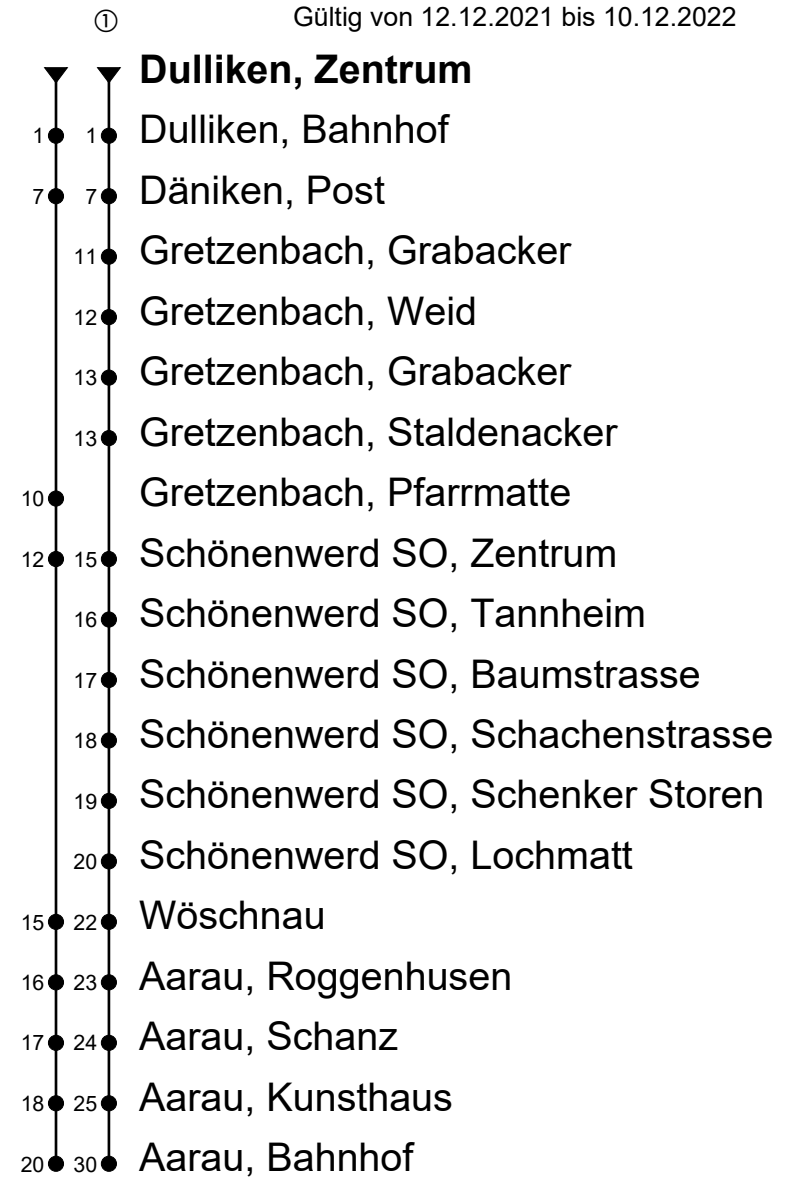 ① Gültig von 12.12.2021 bis 10.12.2022
Dulliken, Zentrum
1 1 Dulliken, Bahnhof
7 7 Däniken, Post
11 Gretzenbach, Grabacker
12 Gretzenbach, Weid
13 Gretzenbach, Grabacker
13 Gretzenbach, Staldenacker
10 Gretzenbach, Pfarrmatte
12 15 Schönenwerd SO, Zentrum
16 Schönenwerd SO, Tannheim
17 Schönenwerd SO, Baumstrasse
18 Schönenwerd SO, Schachenstrasse
19 Schönenwerd SO, Schenker Storen
20 Schönenwerd SO, Lochmatt
15 22 Wöschnau
16 23 Aarau, Roggenhusen
17 24 Aarau, Schanz
18 25 Aarau, Kunsthaus
20 30 Aarau, Bahnhof